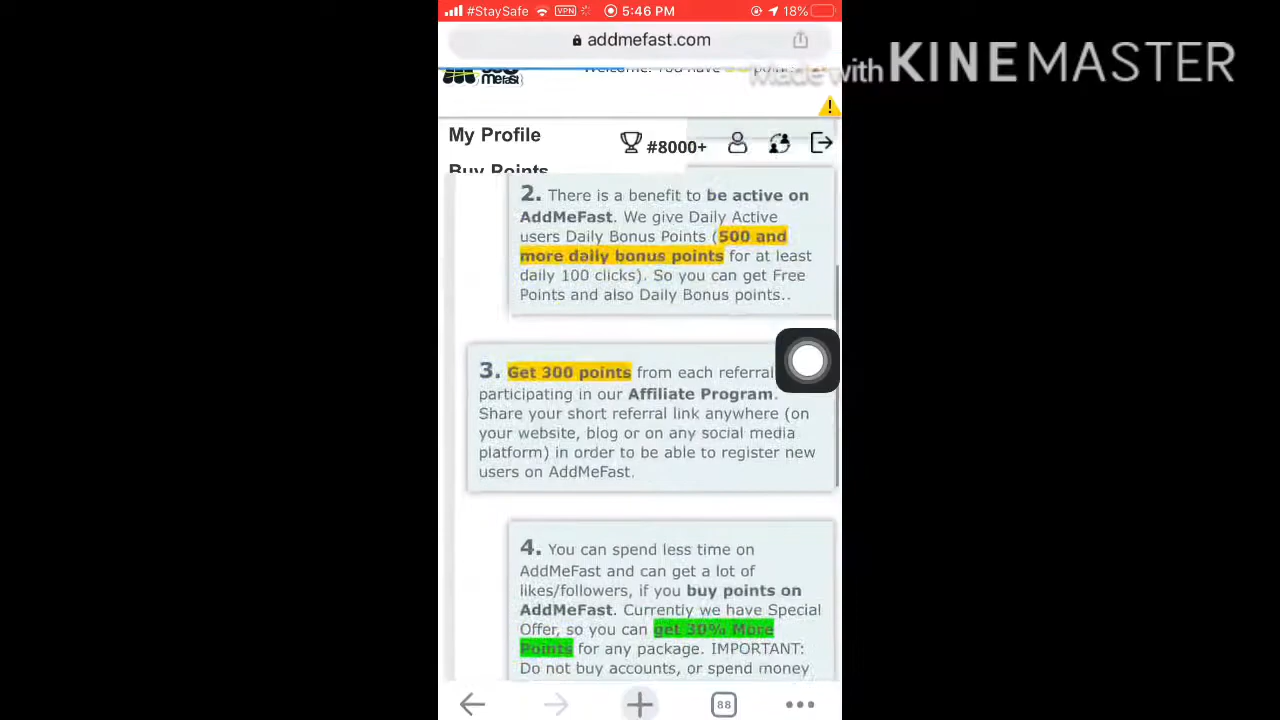 #StaySafe VPN 5:46 PM 18%
addmefast.com
Made with KINEMASTER
mefast
Welcome! You have
My Profile
#8000+
Buy Points
2. There is a benefit to be active on
AddMeFast. We give Daily Active
users Daily Bonus Points (500 and
more daily bonus points for at least
daily 100 clicks). So you can get Free
Points and also Daily Bonus points..
3. Get 300 points from each referral
participating in our Affiliate Program.
Share your short referral link anywhere (on
your website, blog or on any social media
platform) in order to be able to register new
users on AddMeFast.
4. You can spend less time on
AddMeFast and can get a lot of
likes/followers, if you buy points on
AddMeFast. Currently we have Special
Offer, so you can get 30% More
Points for any package. IMPORTANT:
Do not buy accounts, or spend money
88